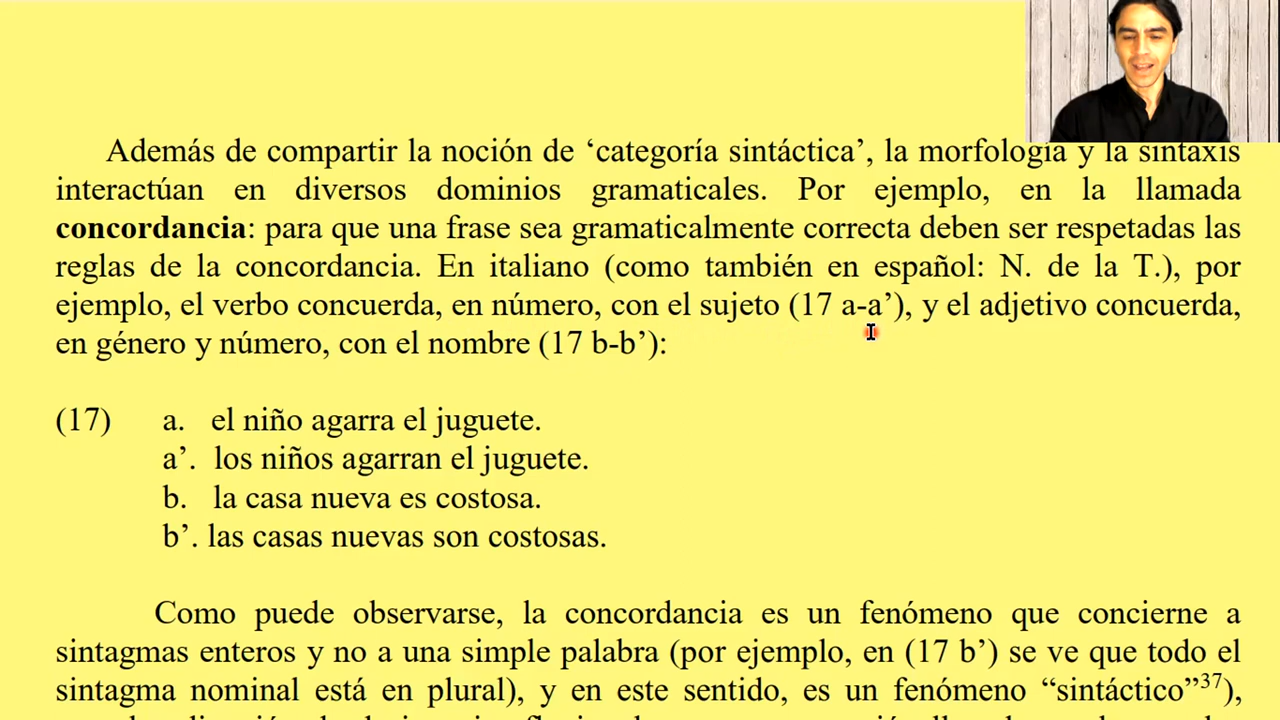 Además de compartir la noción de ‘categoría sintáctica’, la morfología y la sintaxis
interactúan en diversos dominios gramaticales. Por ejemplo, en la llamada
concordancia: para que una frase sea gramaticalmente correcta deben ser respetadas las
reglas de la concordancia. En italiano (como también en español: N. de la T.), por
ejemplo, el verbo concuerda, en número, con el sujeto (17 a-a’), y el adjetivo concuerda,
en género y número, con el nombre (17 b-b’):
(17) a. el niño agarra el juguete.
a’. los niños agarran el juguete.
b. la casa nueva es costosa.
b’. las casas nuevas son costosas.
Como puede observarse, la concordancia es un fenómeno que concierne a
sintagmas enteros y no a una simple palabra (por ejemplo, en (17 b’) se ve que todo el
sintagma nominal está en plural), y en este sentido, es un fenómeno “sintáctico”³⁷),